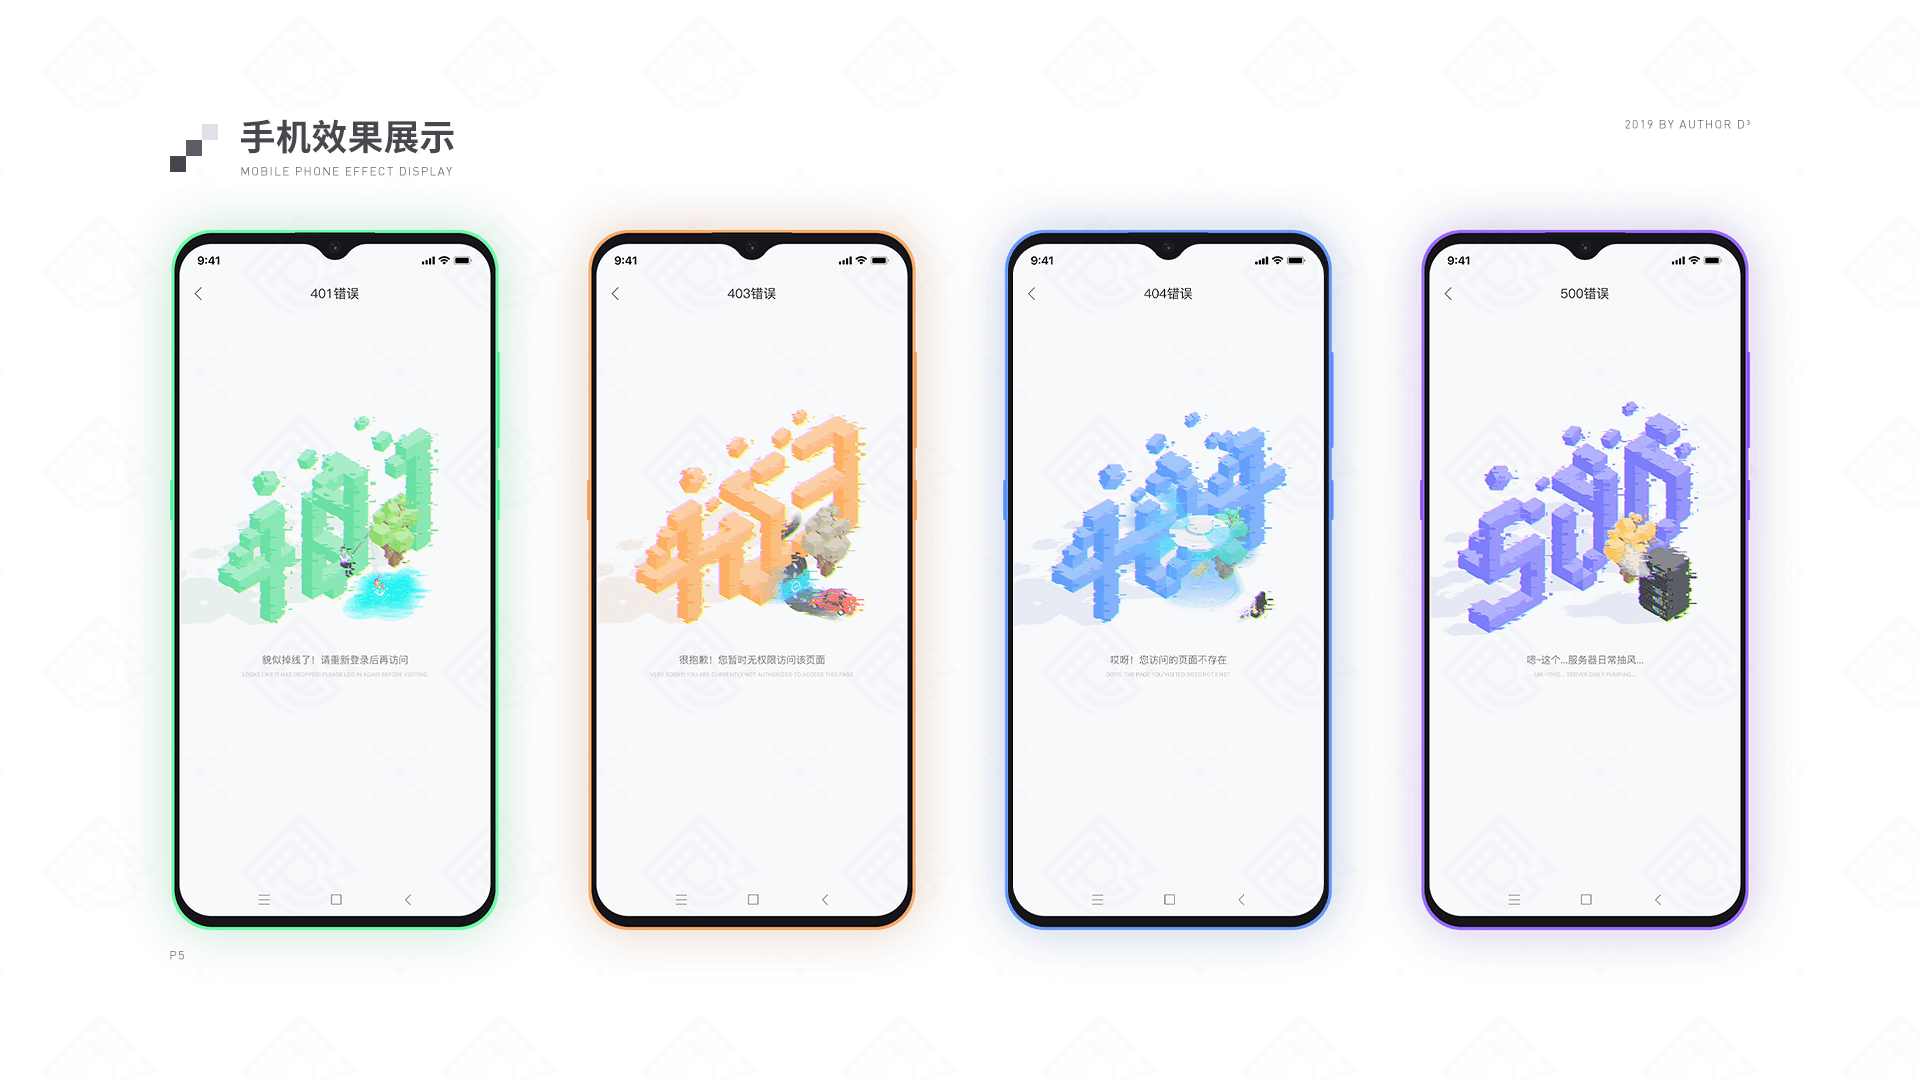 手机效果展示
MOBILE PHONE EFFECT DISPLAY
2019 BY AUTHOR D³
9:41
401错误
401
貌似掉线了！请重新登录后再访问
LOOKS LIKE IT HAS DROPPED! PLEASE LOG IN AGAIN BEFORE VISITING
9:41
403错误
403
很抱歉！您暂时无权限访问该页面
VERY SORRY! YOU ARE CURRENTLY NOT AUTHORIZED TO ACCESS THIS PAGE
9:41
404错误
404
哎呀！您访问的页面不存在
OOPS! THE PAGE YOU VISITED DOES NOT EXIST
9:41
500错误
500
嗯~这个...服务器日常抽风...
UM~THIS... SERVER DAILY PUMPING...
P5